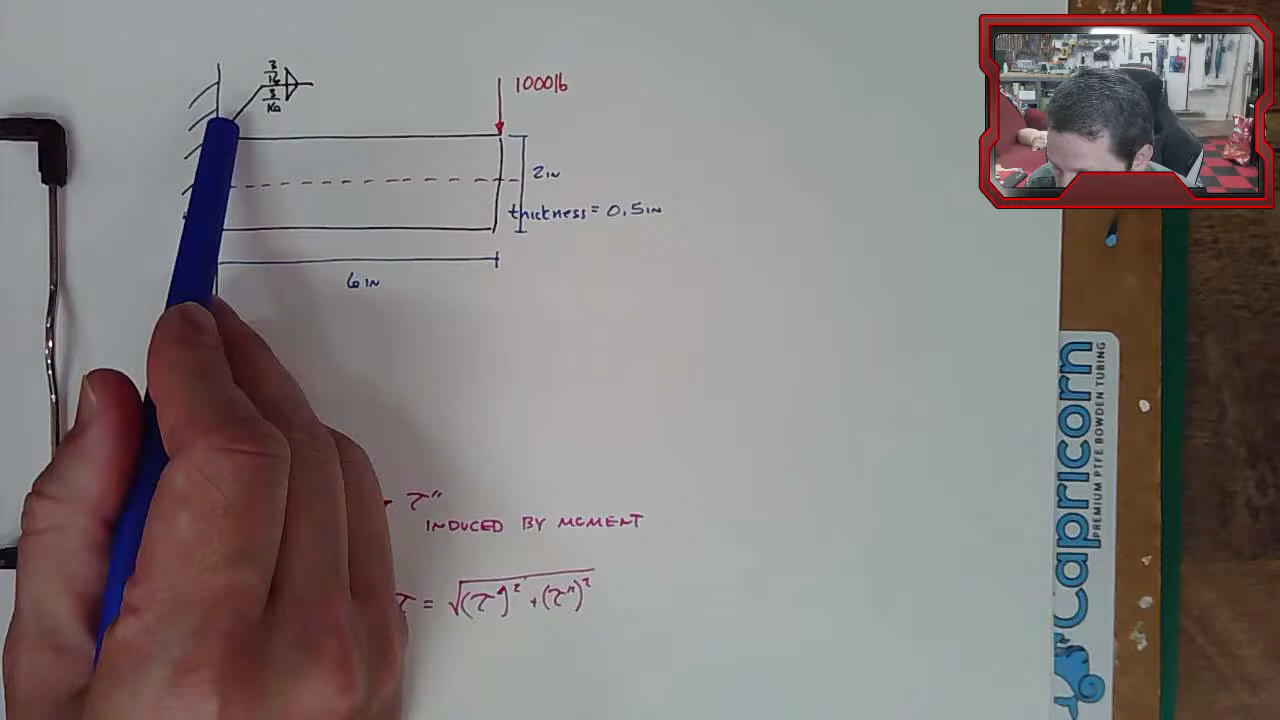 3/16
3/16
1000lb
2IN
thickness = 0.5IN
6IN
τ"
INDUCED BY MOMENT
τ = √(τ')² + (τ")²
Capricorn
PREMIUM PTFE BOWDEN TUBING